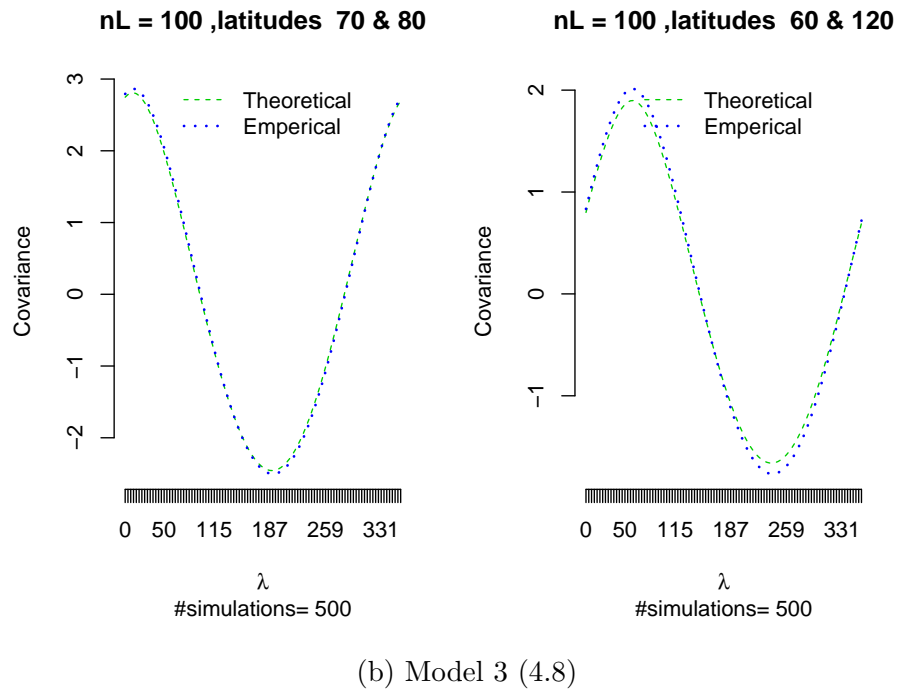 nL = 100 ,latitudes 70 & 80
3
2
1
0
−1
−2
Covariance
Theoretical
Emperical
0 50 115 187 259 331
λ
#simulations= 500
nL = 100 ,latitudes 60 & 120
2
1
0
−1
Covariance
Theoretical
Emperical
0 50 115 187 259 331
λ
#simulations= 500
(b) Model 3 (4.8)